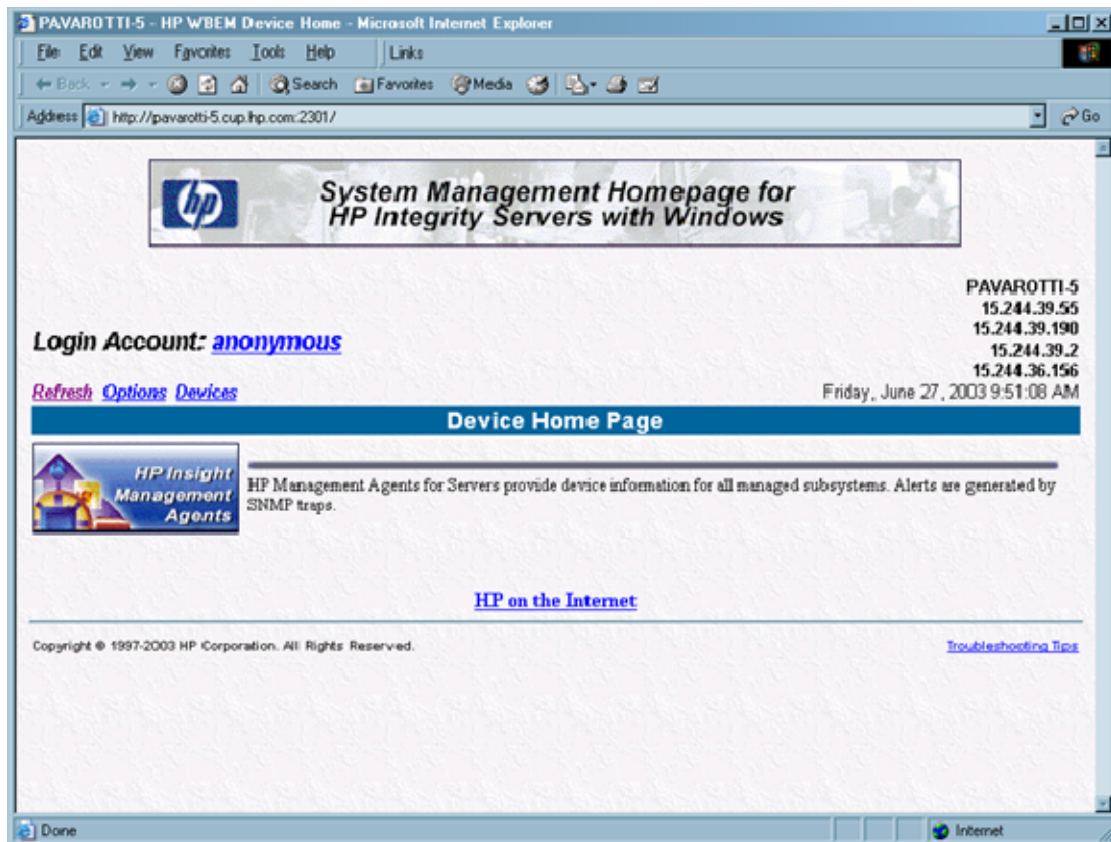 PAVAROTTI-5 - HP WBEM Device Home - Microsoft Internet Explorer
File Edit View Favorites Tools Help Links
Back Search Favorites Media
Address http://pavarotti-5.cup.hp.com:2301/ Go
hp
System Management Homepage for
HP Integrity Servers with Windows
PAVAROTTI-5
15.244.39.55
15.244.39.190
Login Account: anonymous
15.244.39.2
15.244.36.156
Refresh Options Devices Friday, June 27, 2003 9:51:08 AM
Device Home Page
HP Insight
Management
Agents
HP Management Agents for Servers provide device information for all managed subsystems. Alerts are generated by
SNMP traps.
HP on the Internet
Copyright © 1997-2003 HP Corporation. All Rights Reserved. Troubleshooting Tips
Done Internet